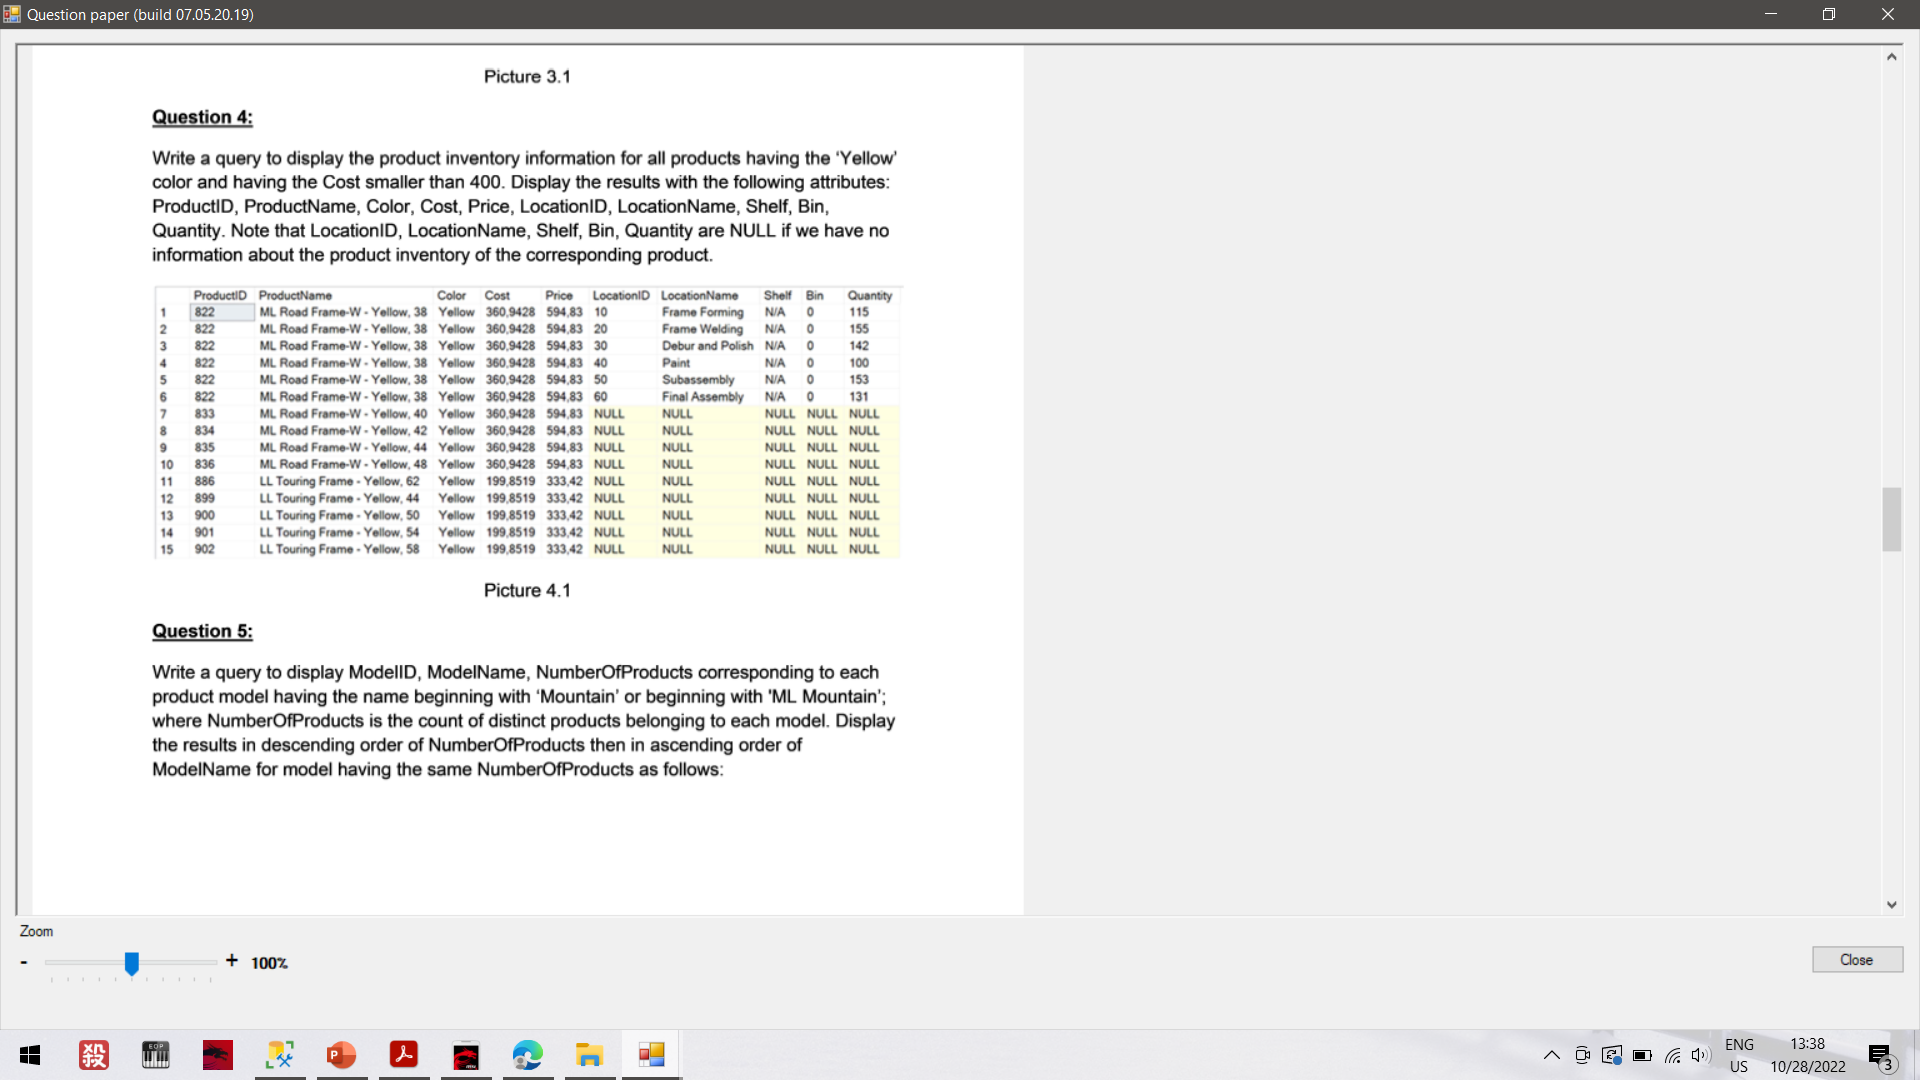 Question paper (build 07.05.20.19)
Picture 3.1
Question 4:
Write a query to display the product inventory information for all products having the ‘Yellow’
color and having the Cost smaller than 400. Display the results with the following attributes:
ProductID, ProductName, Color, Cost, Price, LocationID, LocationName, Shelf, Bin,
Quantity. Note that LocationID, LocationName, Shelf, Bin, Quantity are NULL if we have no
information about the product inventory of the corresponding product.
ProductID ProductName Color Cost Price LocationID LocationName Shelf Bin Quantity
1 822 ML Road Frame-W - Yellow, 38 Yellow 360,9428 594,83 10 Frame Forming N/A 0 115
2 822 ML Road Frame-W - Yellow, 38 Yellow 360,9428 594,83 20 Frame Welding N/A 0 155
3 822 ML Road Frame-W - Yellow, 38 Yellow 360,9428 594,83 30 Debur and Polish N/A 0 142
4 822 ML Road Frame-W - Yellow, 38 Yellow 360,9428 594,83 40 Paint N/A 0 100
5 822 ML Road Frame-W - Yellow, 38 Yellow 360,9428 594,83 50 Subassembly N/A 0 153
6 822 ML Road Frame-W - Yellow, 38 Yellow 360,9428 594,83 60 Final Assembly N/A 0 131
7 833 ML Road Frame-W - Yellow, 40 Yellow 360,9428 594,83 NULL NULL NULL NULL NULL
8 834 ML Road Frame-W - Yellow, 42 Yellow 360,9428 594,83 NULL NULL NULL NULL NULL
9 835 ML Road Frame-W - Yellow, 44 Yellow 360,9428 594,83 NULL NULL NULL NULL NULL
10 836 ML Road Frame-W - Yellow, 48 Yellow 360,9428 594,83 NULL NULL NULL NULL NULL
11 886 LL Touring Frame - Yellow, 62 Yellow 199,8519 333,42 NULL NULL NULL NULL NULL
12 899 LL Touring Frame - Yellow, 44 Yellow 199,8519 333,42 NULL NULL NULL NULL NULL
13 900 LL Touring Frame - Yellow, 50 Yellow 199,8519 333,42 NULL NULL NULL NULL NULL
14 901 LL Touring Frame - Yellow, 54 Yellow 199,8519 333,42 NULL NULL NULL NULL NULL
15 902 LL Touring Frame - Yellow, 58 Yellow 199,8519 333,42 NULL NULL NULL NULL NULL
Picture 4.1
Question 5:
Write a query to display ModelID, ModelName, NumberOfProducts corresponding to each
product model having the name beginning with ‘Mountain’ or beginning with 'ML Mountain’;
where NumberOfProducts is the count of distinct products belonging to each model. Display
the results in descending order of NumberOfProducts then in ascending order of
ModelName for model having the same NumberOfProducts as follows:
Zoom
- + 100%
Close
殺
EOP
P
ENG
US
13:38
10/28/2022
3